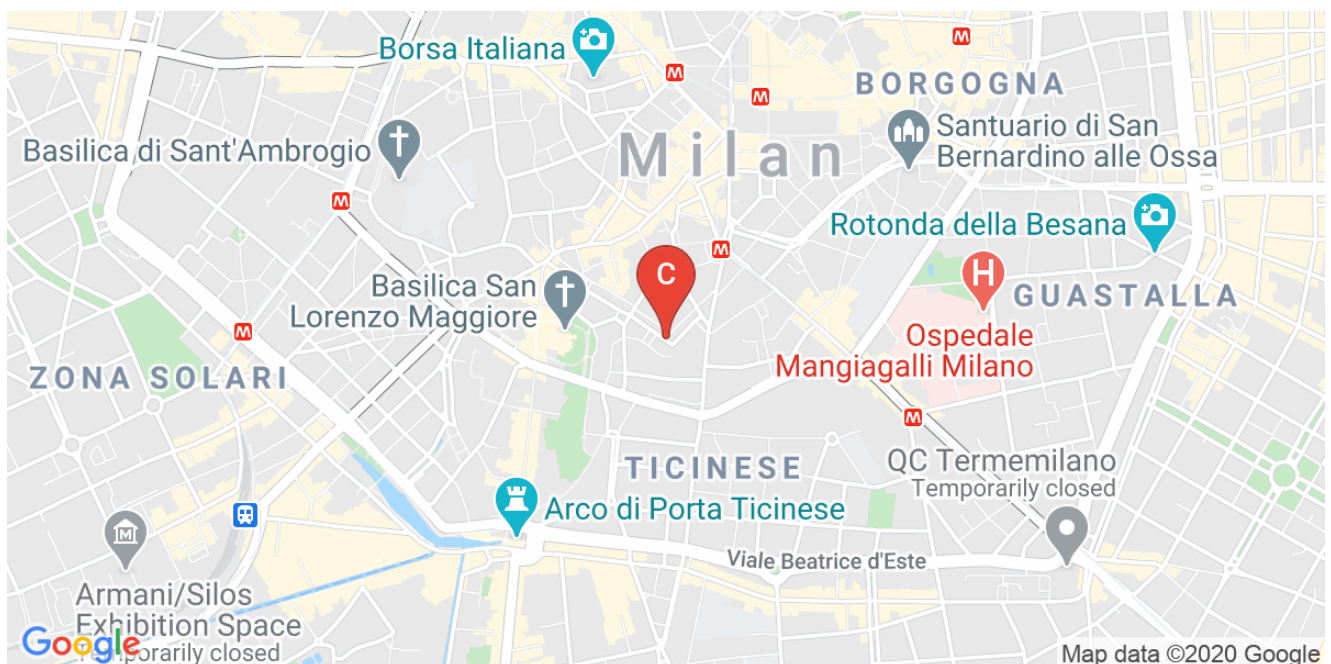 Borsa Italiana
M
M
M
BORGOGNA
Basilica di Sant'Ambrogio
Milan
Santuario di San
Bernardino alle Ossa
M
Rotonda della Besana
M
C
H
Basilica San
Lorenzo Maggiore
GUASTALLA
M
Ospedale
Mangiagalli Milano
ZONA SOLARI
M
TICINESE
QC Termemilano
Temporarily closed
Arco di Porta Ticinese
M
Viale Beatrice d'Este
Armani/Silos
Exhibition Space
Temporarily closed
Google
Map data ©2020 Google